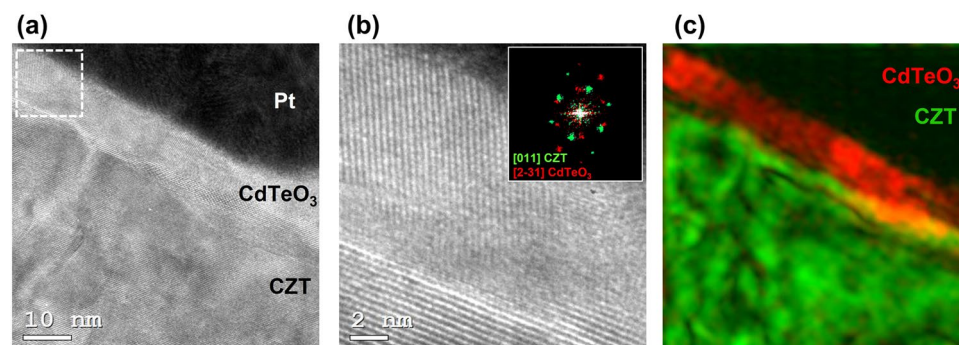 (a)
Pt
CdTeO₃
CZT
10 nm
(b)
[011] CZT
[2-31] CdTeO₃
2 nm
(c)
CdTeO₃
CZT